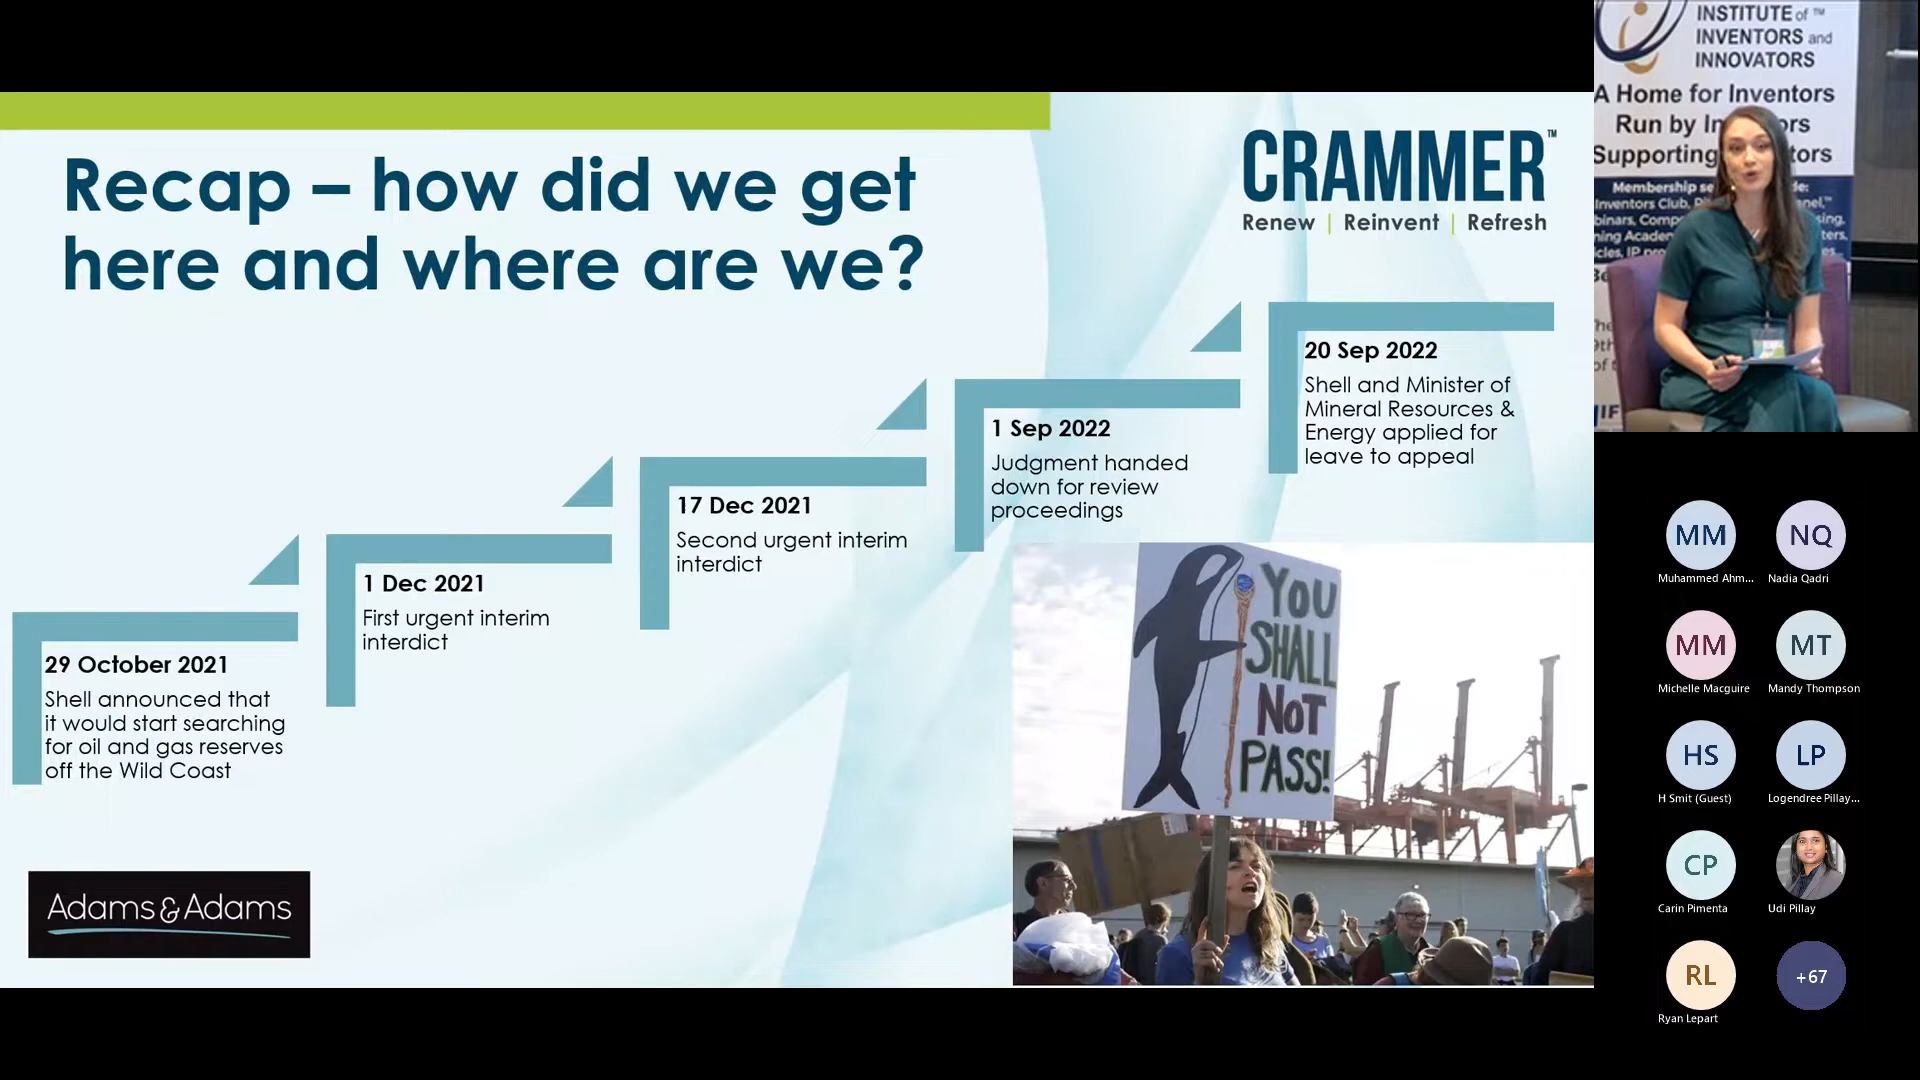 Recap – how did we get
here and where are we?
CRAMMER™
Renew | Reinvent | Refresh
29 October 2021
Shell announced that
it would start searching
for oil and gas reserves
off the Wild Coast
1 Dec 2021
First urgent interim
interdict
17 Dec 2021
Second urgent interim
interdict
1 Sep 2022
Judgment handed
down for review
proceedings
20 Sep 2022
Shell and Minister of
Mineral Resources &
Energy applied for
leave to appeal
YOU
SHALL
NOT
PASS!
Adams&Adams
INSTITUTE of ™
INVENTORS and
INNOVATORS
A Home for Inventors
Run by
Supporting
Membership
Inventors Club,
MM
Muhammed Ahm...
NQ
Nadia Qadri
MM
Michelle Macguire
MT
Mandy Thompson
HS
H Smit (Guest)
LP
Logendree Pillay...
CP
Carin Pimenta
Udi Pillay
RL
Ryan Lepart
+67